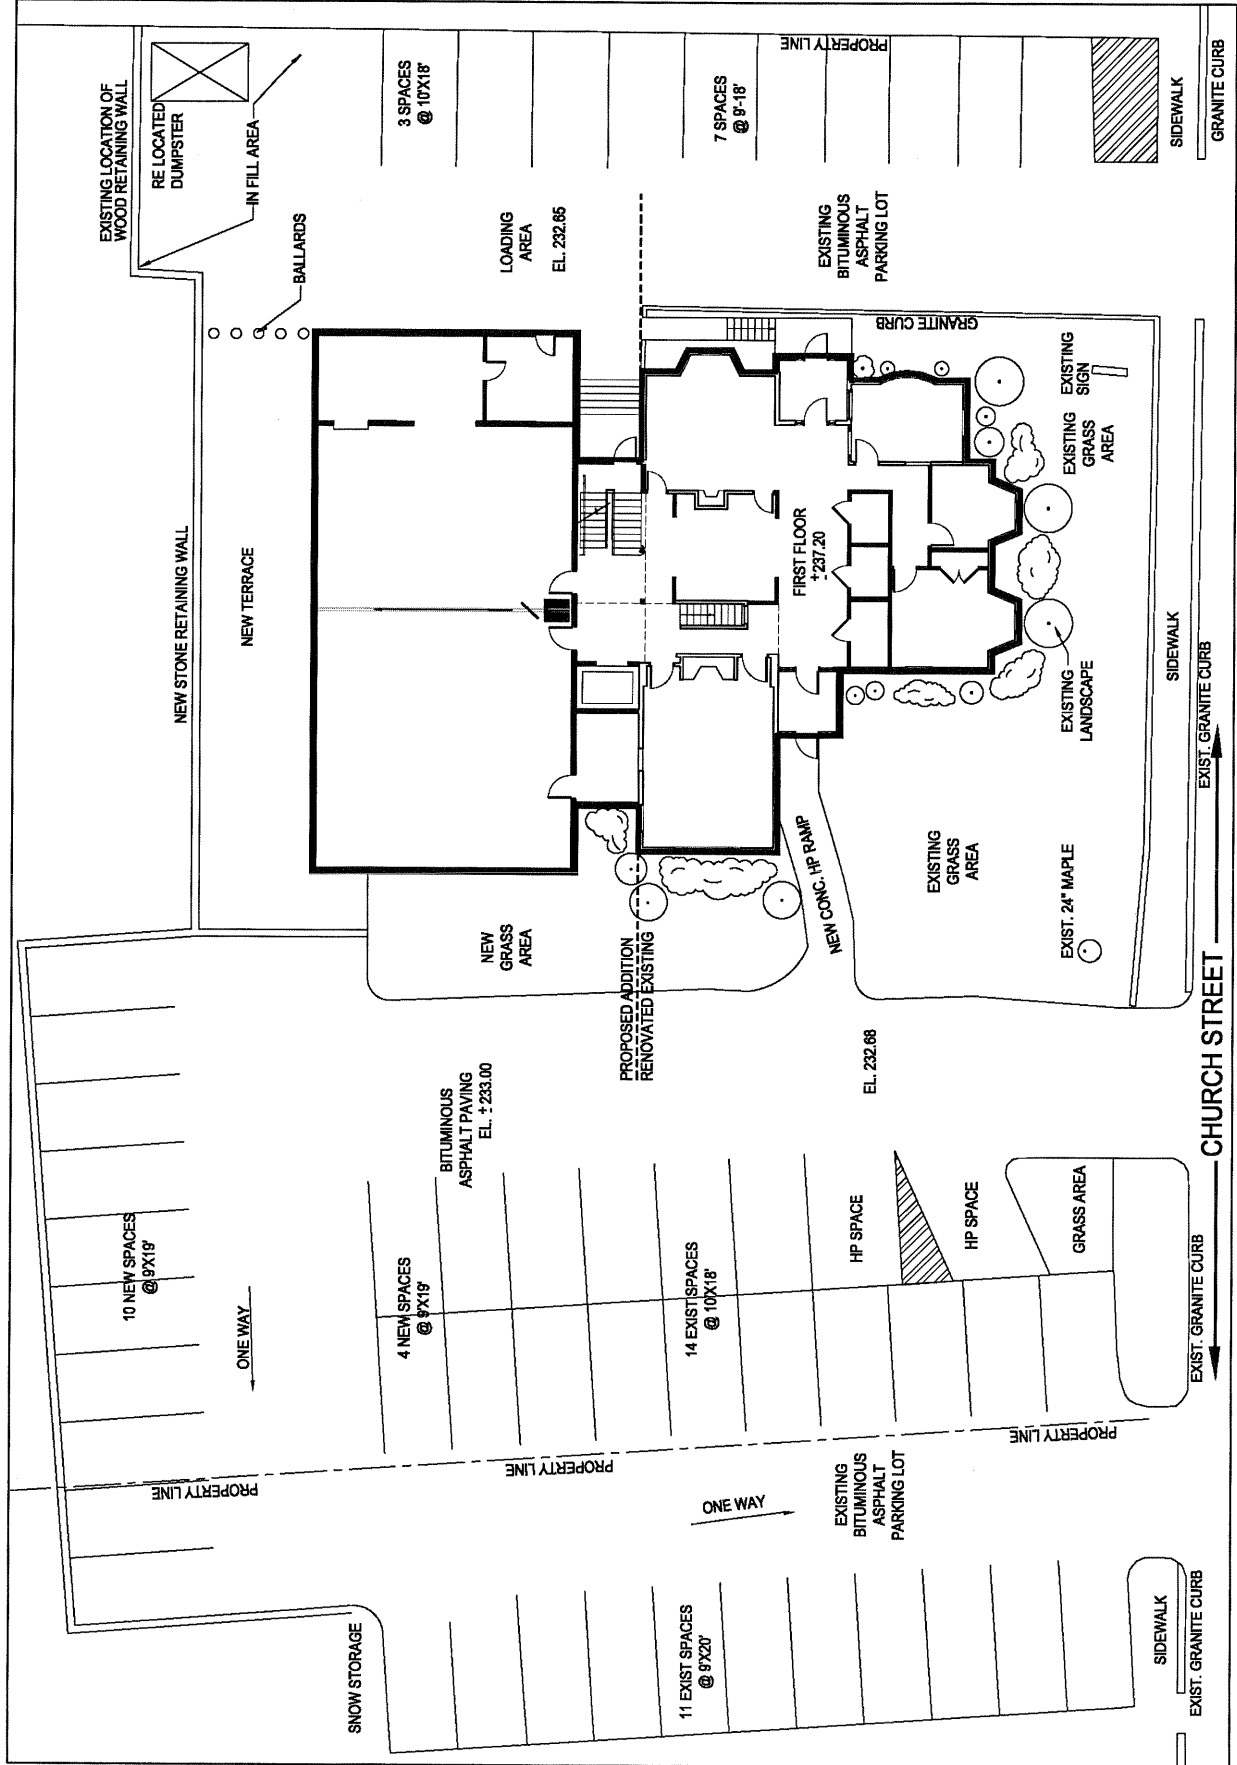 EXISTING LOCATION OF
WOOD RETAINING WALL
RE LOCATED
DUMPSTER
IN FILL AREA
BALLARDS
3 SPACES
@ 10'X18'
7 SPACES
@ 9'-18'
PROPERTY LINE
SIDEWALK
GRANITE CURB
LOADING
AREA
EL. 232.65
EXISTING
BITUMINOUS
ASPHALT
PARKING LOT
GRANITE CURB
EXISTING
SIGN
EXISTING
GRASS
AREA
NEW STONE RETAINING WALL
NEW TERRACE
FIRST FLOOR
±237.20
EXISTING
LANDSCAPE
SIDEWALK
EXIST. GRANITE CURB
NEW
GRASS
AREA
PROPOSED ADDITION
RENOVATED EXISTING
NEW CONC. HP RAMP
EXISTING
GRASS
AREA
EXIST. 24" MAPLE
CHURCH STREET
BITUMINOUS
ASPHALT PAVING
EL. ±233.00
EL. 232.68
10 NEW SPACES
@ 9'X19'
ONE WAY
4 NEW SPACES
@ 9'X19'
14 EXIST SPACES
@ 10'X18'
HP SPACE
HP SPACE
GRASS AREA
EXIST. GRANITE CURB
PROPERTY LINE
PROPERTY LINE
PROPERTY LINE
ONE WAY
EXISTING
BITUMINOUS
ASPHALT
PARKING LOT
SNOW STORAGE
11 EXIST SPACES
@ 9'X20'
SIDEWALK
EXIST. GRANITE CURB